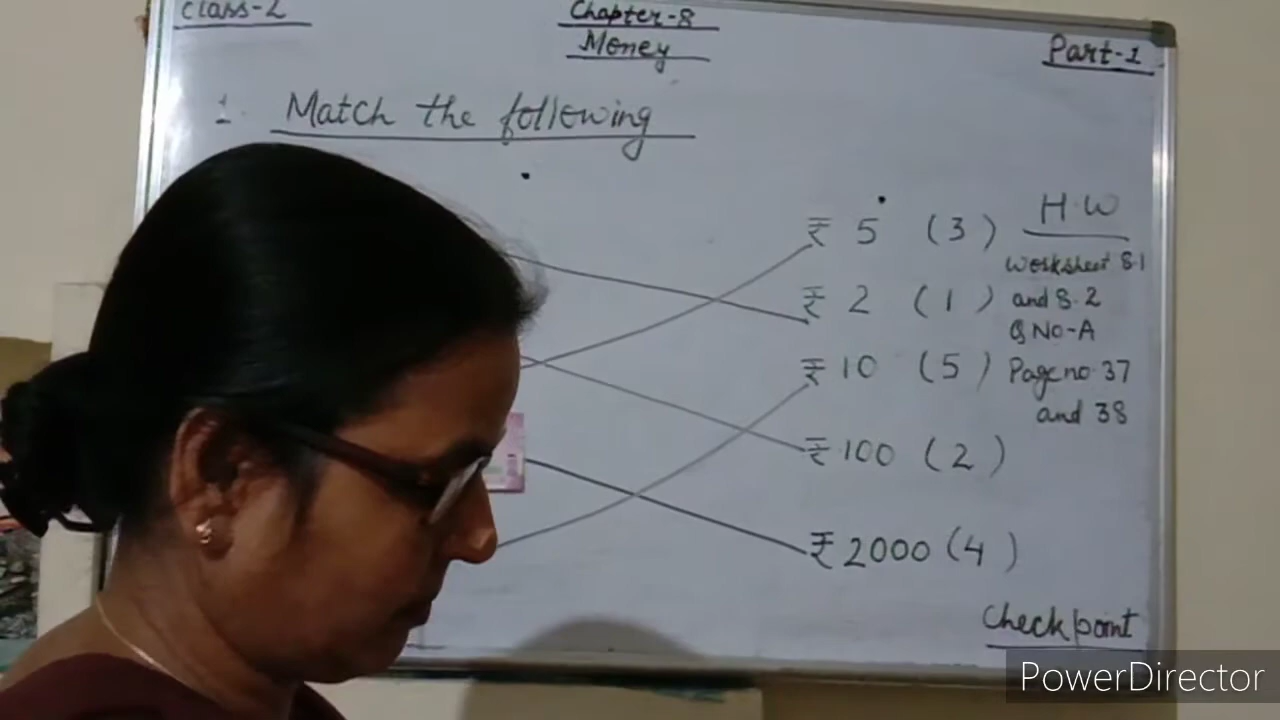 Class-2
Chapter-8
Money
Part-1
1. Match the following
₹ 5 (3)
₹ 2 (1)
₹ 10 (5)
₹ 100 (2)
₹ 2000 (4)
H.W
Worksheet 8.1
and 8.2
Q No-A
Page no 37
and 38
Checkpoint
PowerDirector